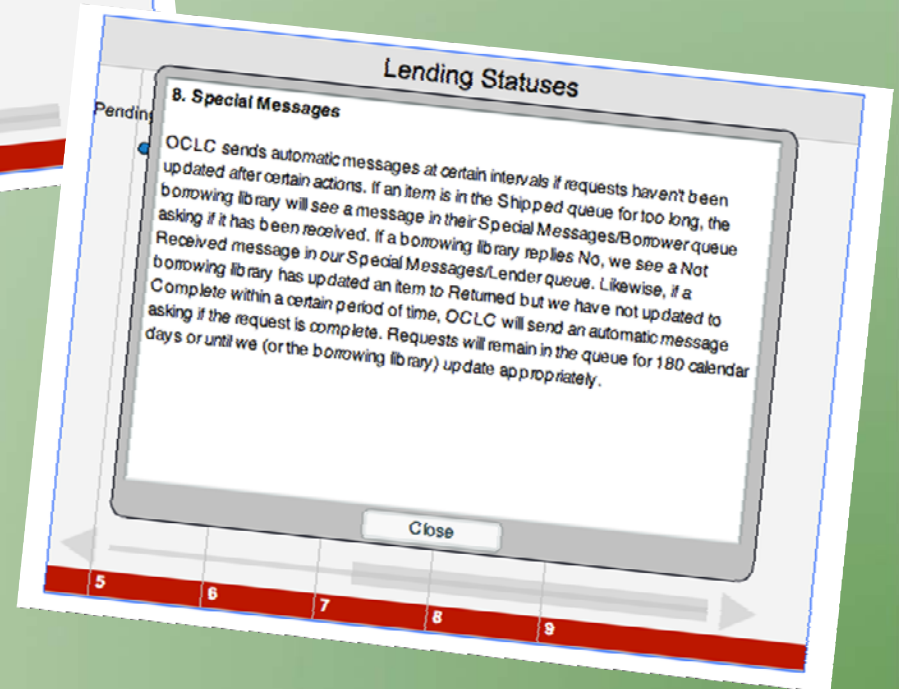 Lending Statuses
Pending
8. Special Messages
OCLC sends automatic messages at certain intervals if requests haven't been
updated after certain actions. If an item is in the Shipped queue for too long, the
borrowing library will see a message in their Special Messages/Borrower queue
asking if it has been received. If a borrowing library replies No, we see a Not
Received message in our Special Messages/Lender queue. Likewise, if a
borrowing library has updated an item to Returned but we have not updated to
Complete within a certain period of time, OCLC will send an automatic message
asking if the request is complete. Requests will remain in the queue for 180 calendar
days or until we (or the borrowing library) update appropriately.
Close
5
6
7
8
9